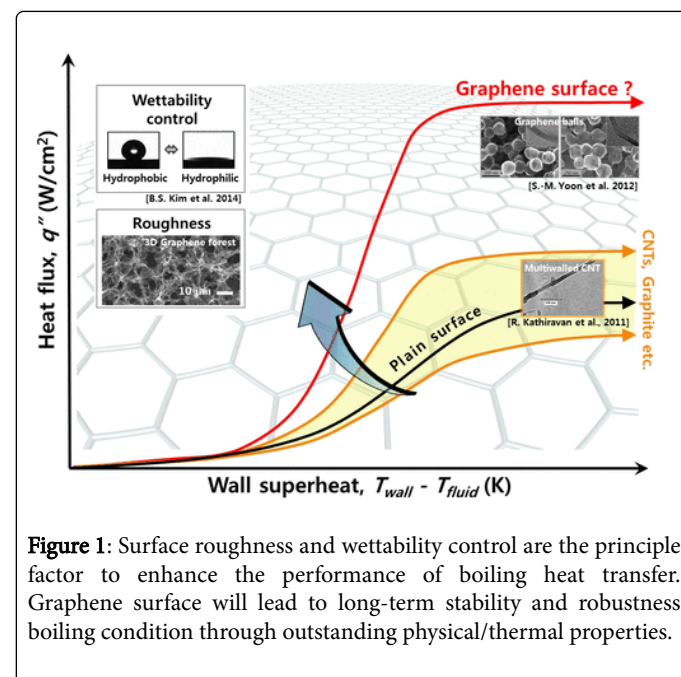 Graphene surface ?
Wettability
control
Hydrophobic
Hydrophilic
[B.S. Kim et al. 2014]
Graphene balls
[S.-M. Yoon et al. 2012]
Roughness
3D Graphene forest
10 μm
Multiwalled CNT
[R. Kathiravan et al., 2011]
Plain surface
CNTs, Graphite etc.
Heat flux, q″ (W/cm²)
Wall superheat, Twall - Tfluid (K)
Figure 1: Surface roughness and wettability control are the principle
factor to enhance the performance of boiling heat transfer.
Graphene surface will lead to long-term stability and robustness
boiling condition through outstanding physical/thermal properties.